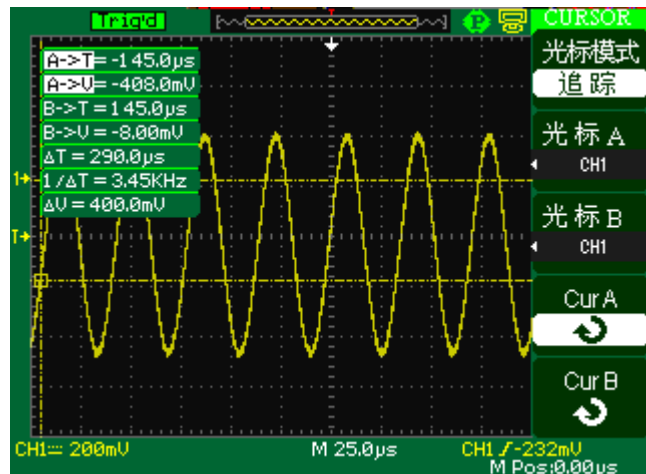 Trig'd
T
P
CURSOR
A->T= -145.0µs
A->V= -408.0mV
B->T= 145.0µs
B->V= -8.00mV
ΔT = 290.0µs
1/ΔT = 3.45KHz
ΔV = 400.0mV
1
T
光标模式
追踪
光标 A
CH1
光标 B
CH1
Cur A
Cur B
CH1 200mV
M 25.0µs
CH1 -232mV
M Pos:0.00µs